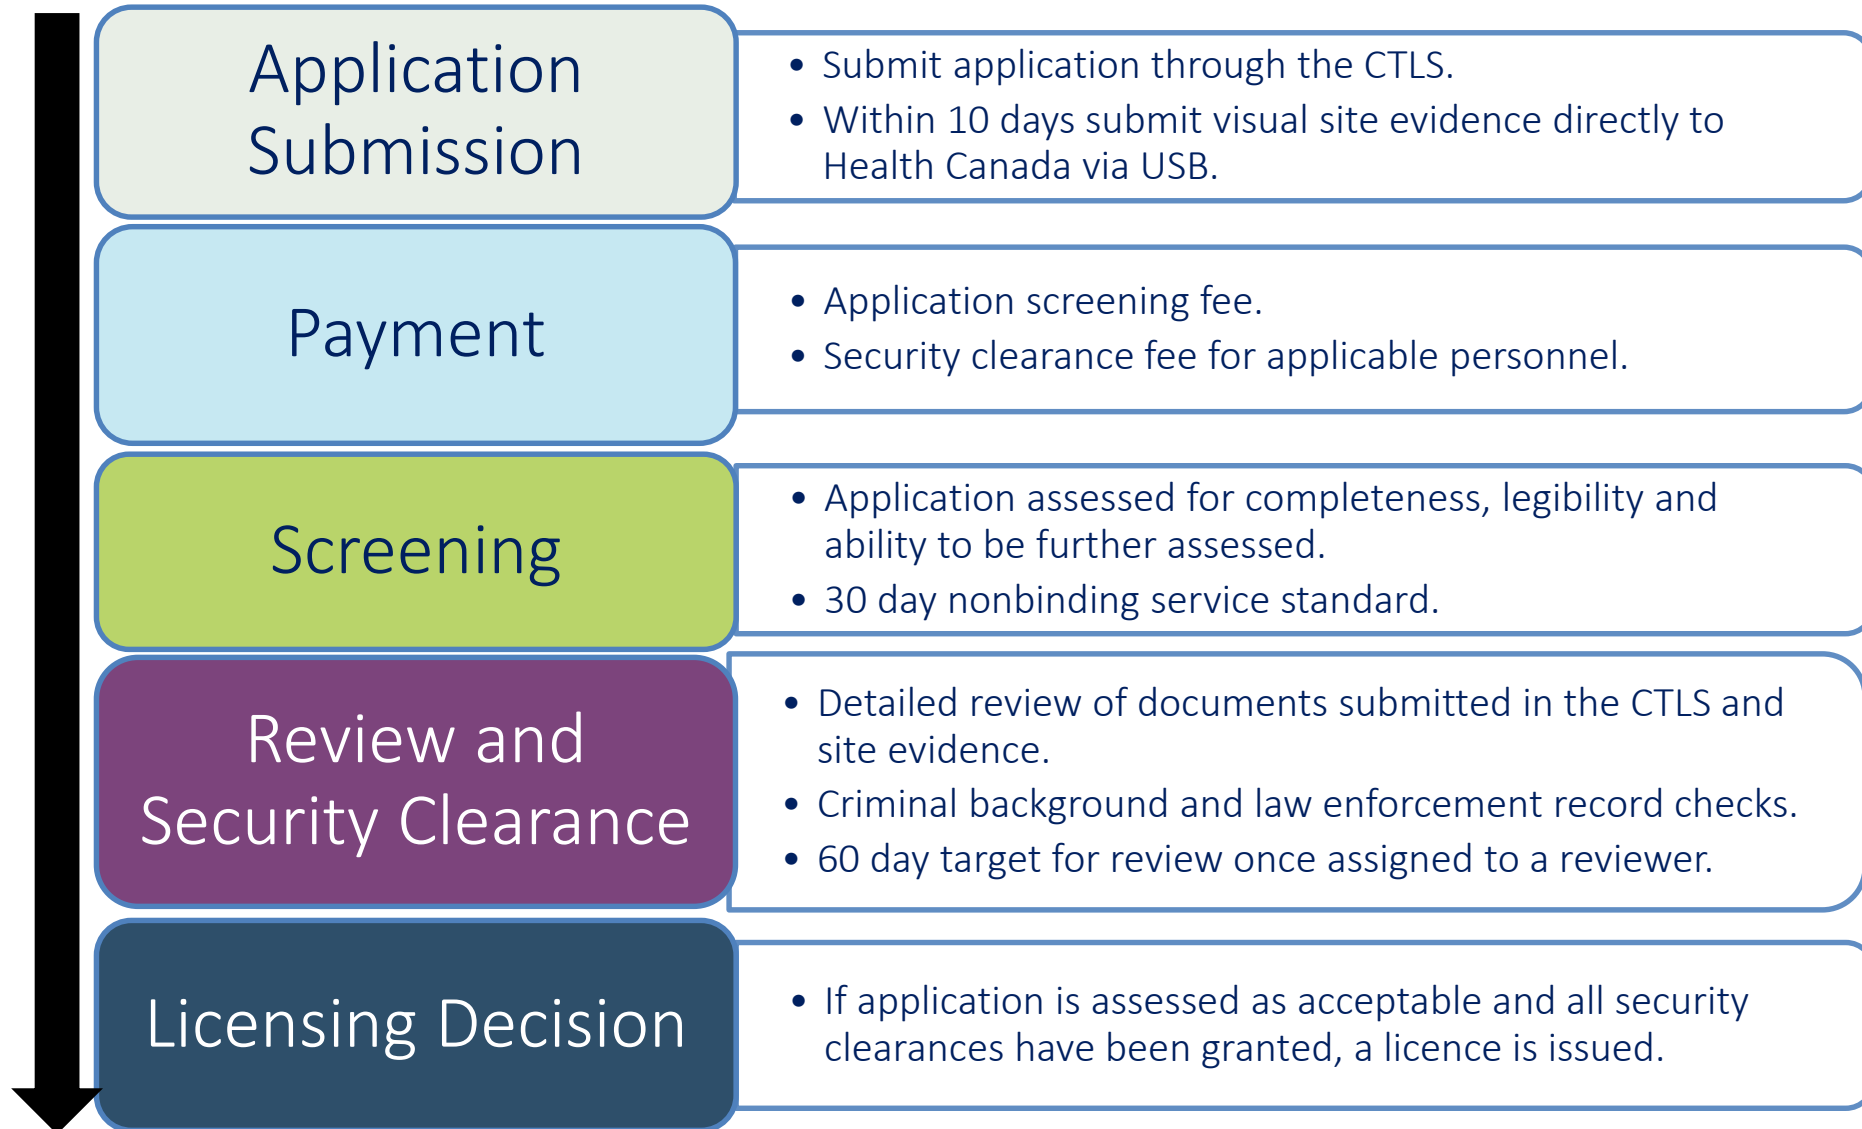 Application
Submission
• Submit application through the CTLS.
• Within 10 days submit visual site evidence directly to
Health Canada via USB.
Payment
• Application screening fee.
• Security clearance fee for applicable personnel.
Screening
• Application assessed for completeness, legibility and
ability to be further assessed.
• 30 day nonbinding service standard.
Review and
Security Clearance
• Detailed review of documents submitted in the CTLS and
site evidence.
• Criminal background and law enforcement record checks.
• 60 day target for review once assigned to a reviewer.
Licensing Decision
• If application is assessed as acceptable and all security
clearances have been granted, a licence is issued.